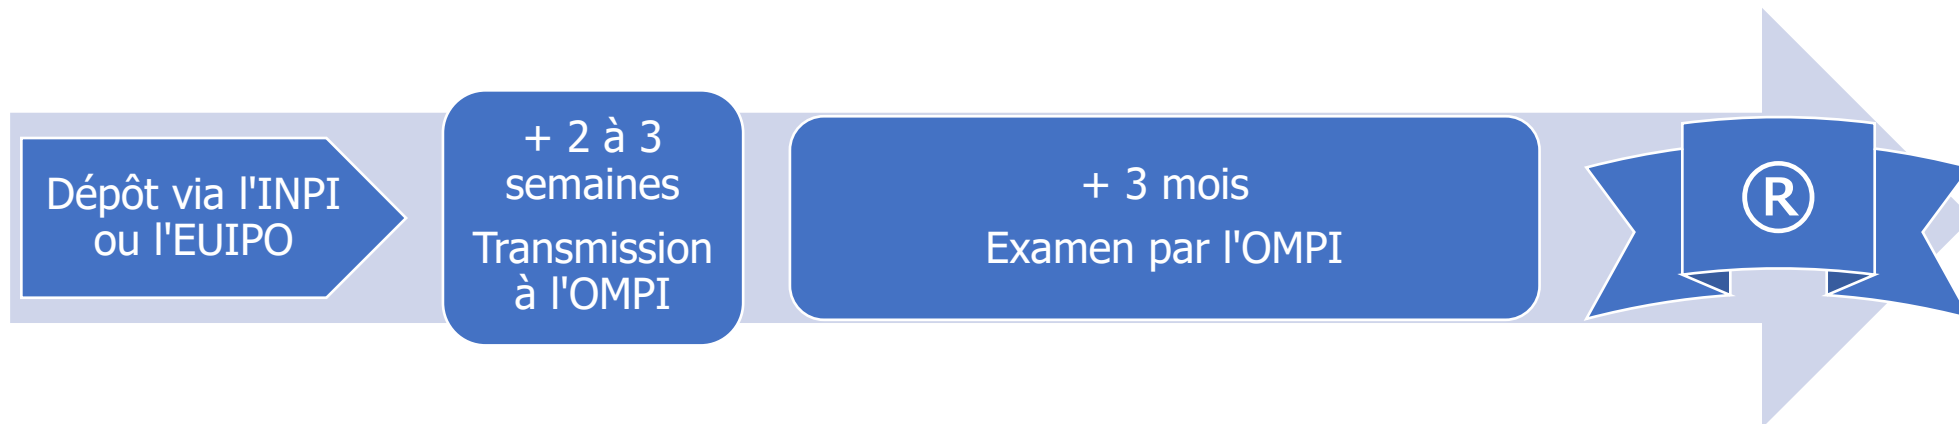 Dépôt via l'INPI
ou l'EUIPO
+ 2 à 3
semaines
Transmission
à l'OMPI
+ 3 mois
Examen par l'OMPI
®